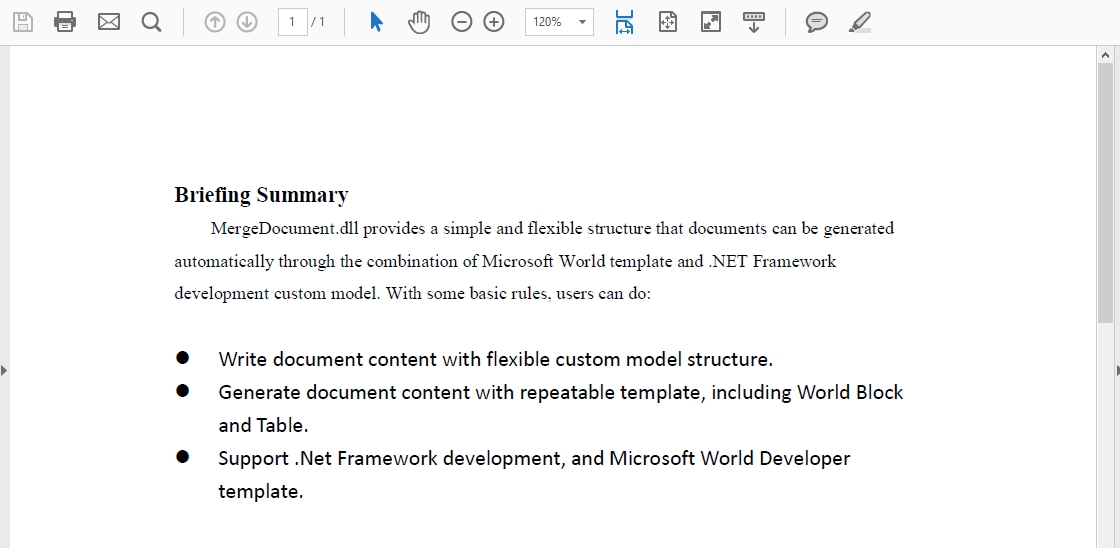 1 / 1 120%
Briefing Summary
MergeDocument.dll provides a simple and flexible structure that documents can be generated
automatically through the combination of Microsoft World template and .NET Framework
development custom model. With some basic rules, users can do:
● Write document content with flexible custom model structure.
● Generate document content with repeatable template, including World Block
and Table.
● Support .Net Framework development, and Microsoft World Developer
template.